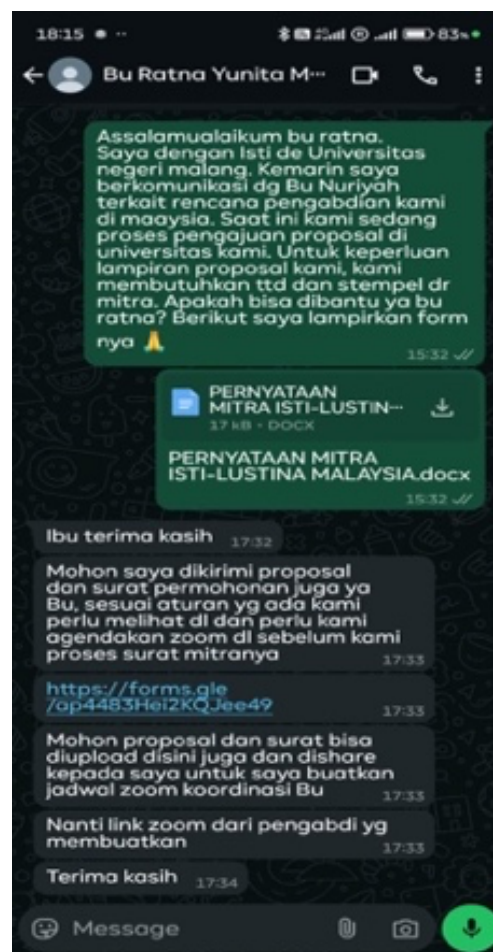 18:15
83%
Bu Ratna Yunita M...
Assalamualaikum bu ratna.
Saya dengan Isti de Universitas
negeri malang. Kemarin saya
berkomunikasi dg Bu Nuriyah
terkait rencana pengabdian kami
di maaysia. Saat ini kami sedang
proses pengajuan proposal di
universitas kami. Untuk keperluan
lampiran proposal kami, kami
membutuhkan ttd dan stempel dr
mitra. Apakah bisa dibantu ya bu
ratna? Berikut saya lampirkan form
nya 🙏
15:32
PERNYATAAN
MITRA ISTI-LUSTIN...
17 kB • DOCX
PERNYATAAN MITRA
ISTI-LUSTINA MALAYSIA.docx
15:32
Ibu terima kasih 17:32
Mohon saya dikirimi proposal
dan surat permohonan juga ya
Bu, sesuai aturan yg ada kami
perlu melihat dl dan perlu kami
agendakan zoom dl sebelum kami
proses surat mitranya
17:33
https://forms.gle
/ap4483Hei2KQJee49
17:33
Mohon proposal dan surat bisa
diupload disini juga dan dishare
kepada saya untuk saya buatkan
jadwal zoom koordinasi Bu
17:33
Nanti link zoom dari pengabdi yg
membuatkan
17:33
Terima kasih 17:34
Message